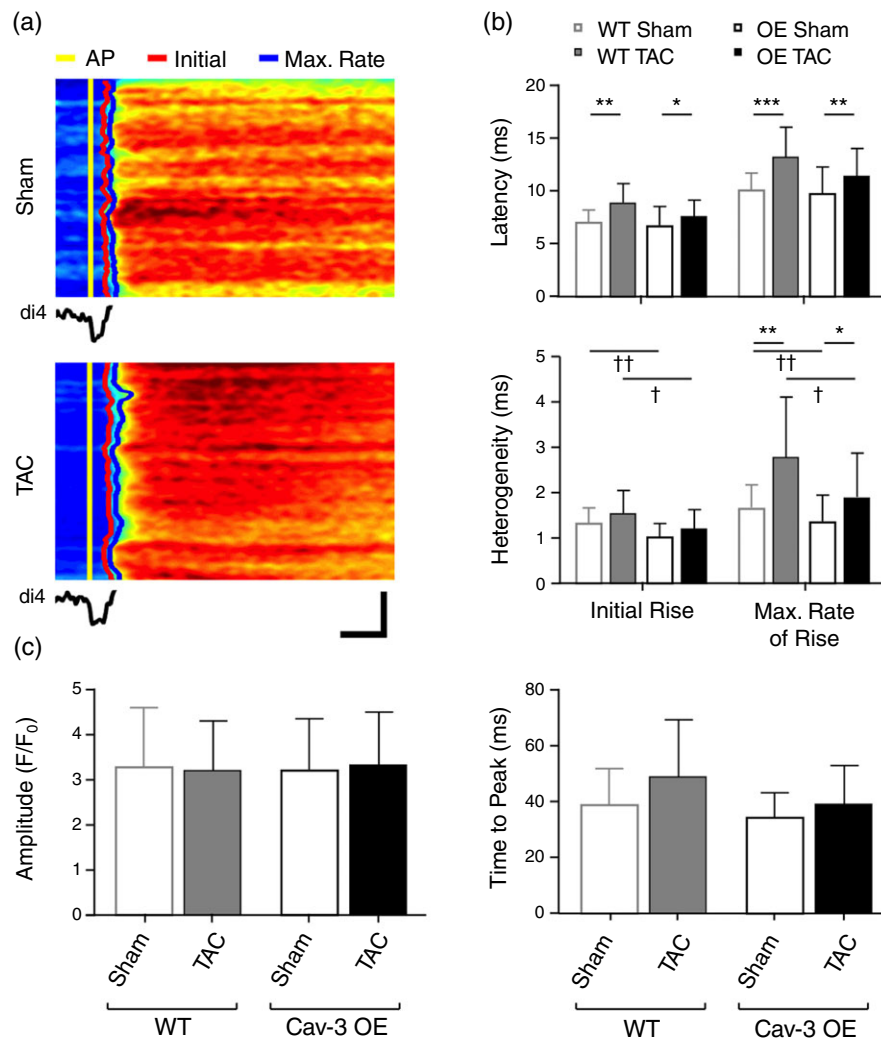 (a)
AP Initial Max. Rate
Sham
di4
TAC
di4
(b)
WT Sham OE Sham
WT TAC OE TAC
Latency (ms)
20
15
10
5
0
** * *** **
Heterogeneity (ms)
5
4
3
2
1
0
** *
†† ††
† †
Initial Rise Max. Rate
of Rise
(c)
Amplitude (F/F₀)
5
4
3
2
1
0
Sham TAC Sham TAC
WT Cav-3 OE
Time to Peak (ms)
80
60
40
20
0
Sham TAC Sham TAC
WT Cav-3 OE